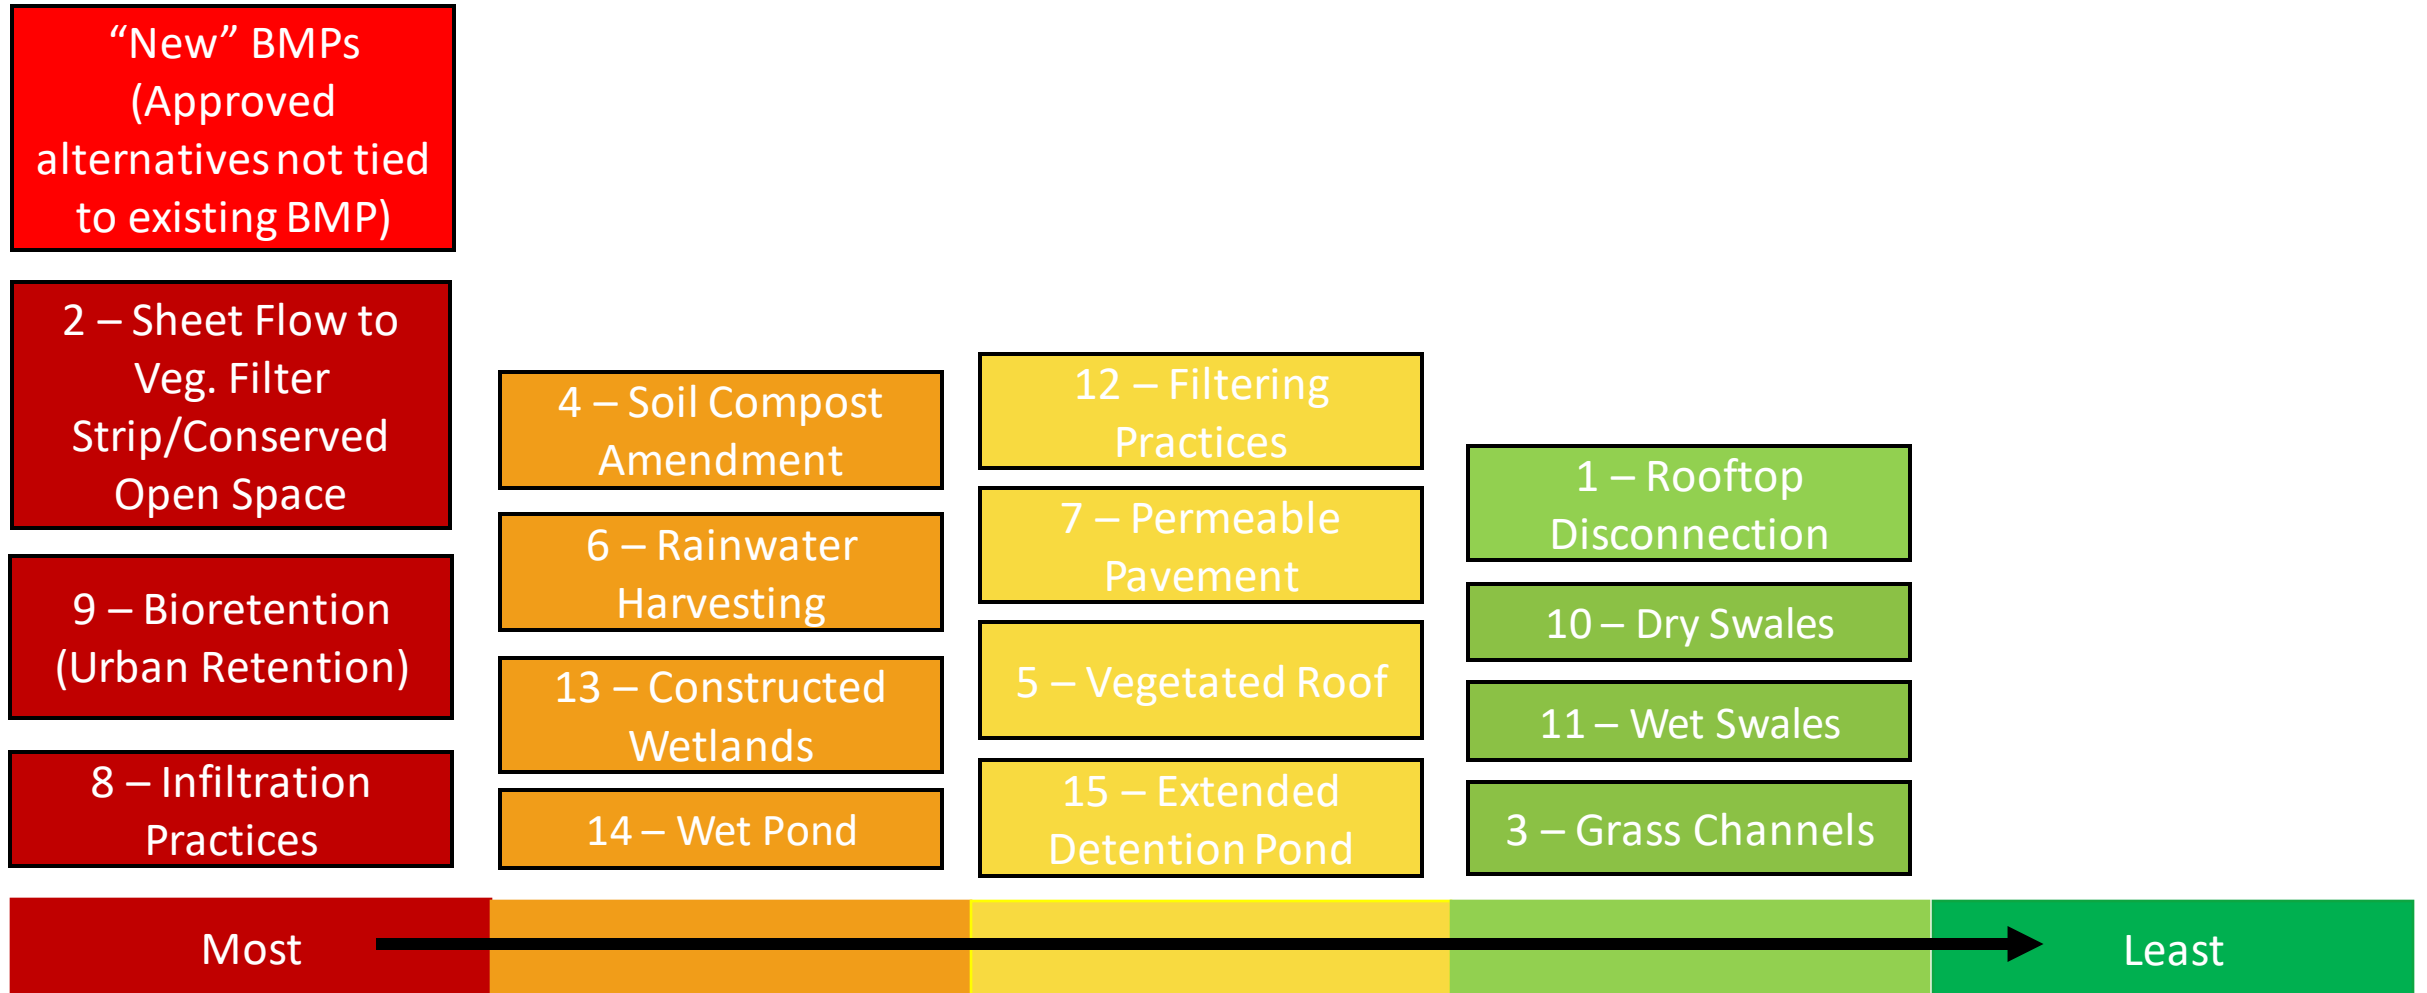 “New” BMPs
(Approved
alternatives not tied
to existing BMP)
2 – Sheet Flow to
Veg. Filter
Strip/Conserved
Open Space
9 – Bioretention
(Urban Retention)
8 – Infiltration
Practices
4 – Soil Compost
Amendment
6 – Rainwater
Harvesting
13 – Constructed
Wetlands
14 – Wet Pond
12 – Filtering
Practices
7 – Permeable
Pavement
5 – Vegetated Roof
15 – Extended
Detention Pond
1 – Rooftop
Disconnection
10 – Dry Swales
11 – Wet Swales
3 – Grass Channels
Most
Least